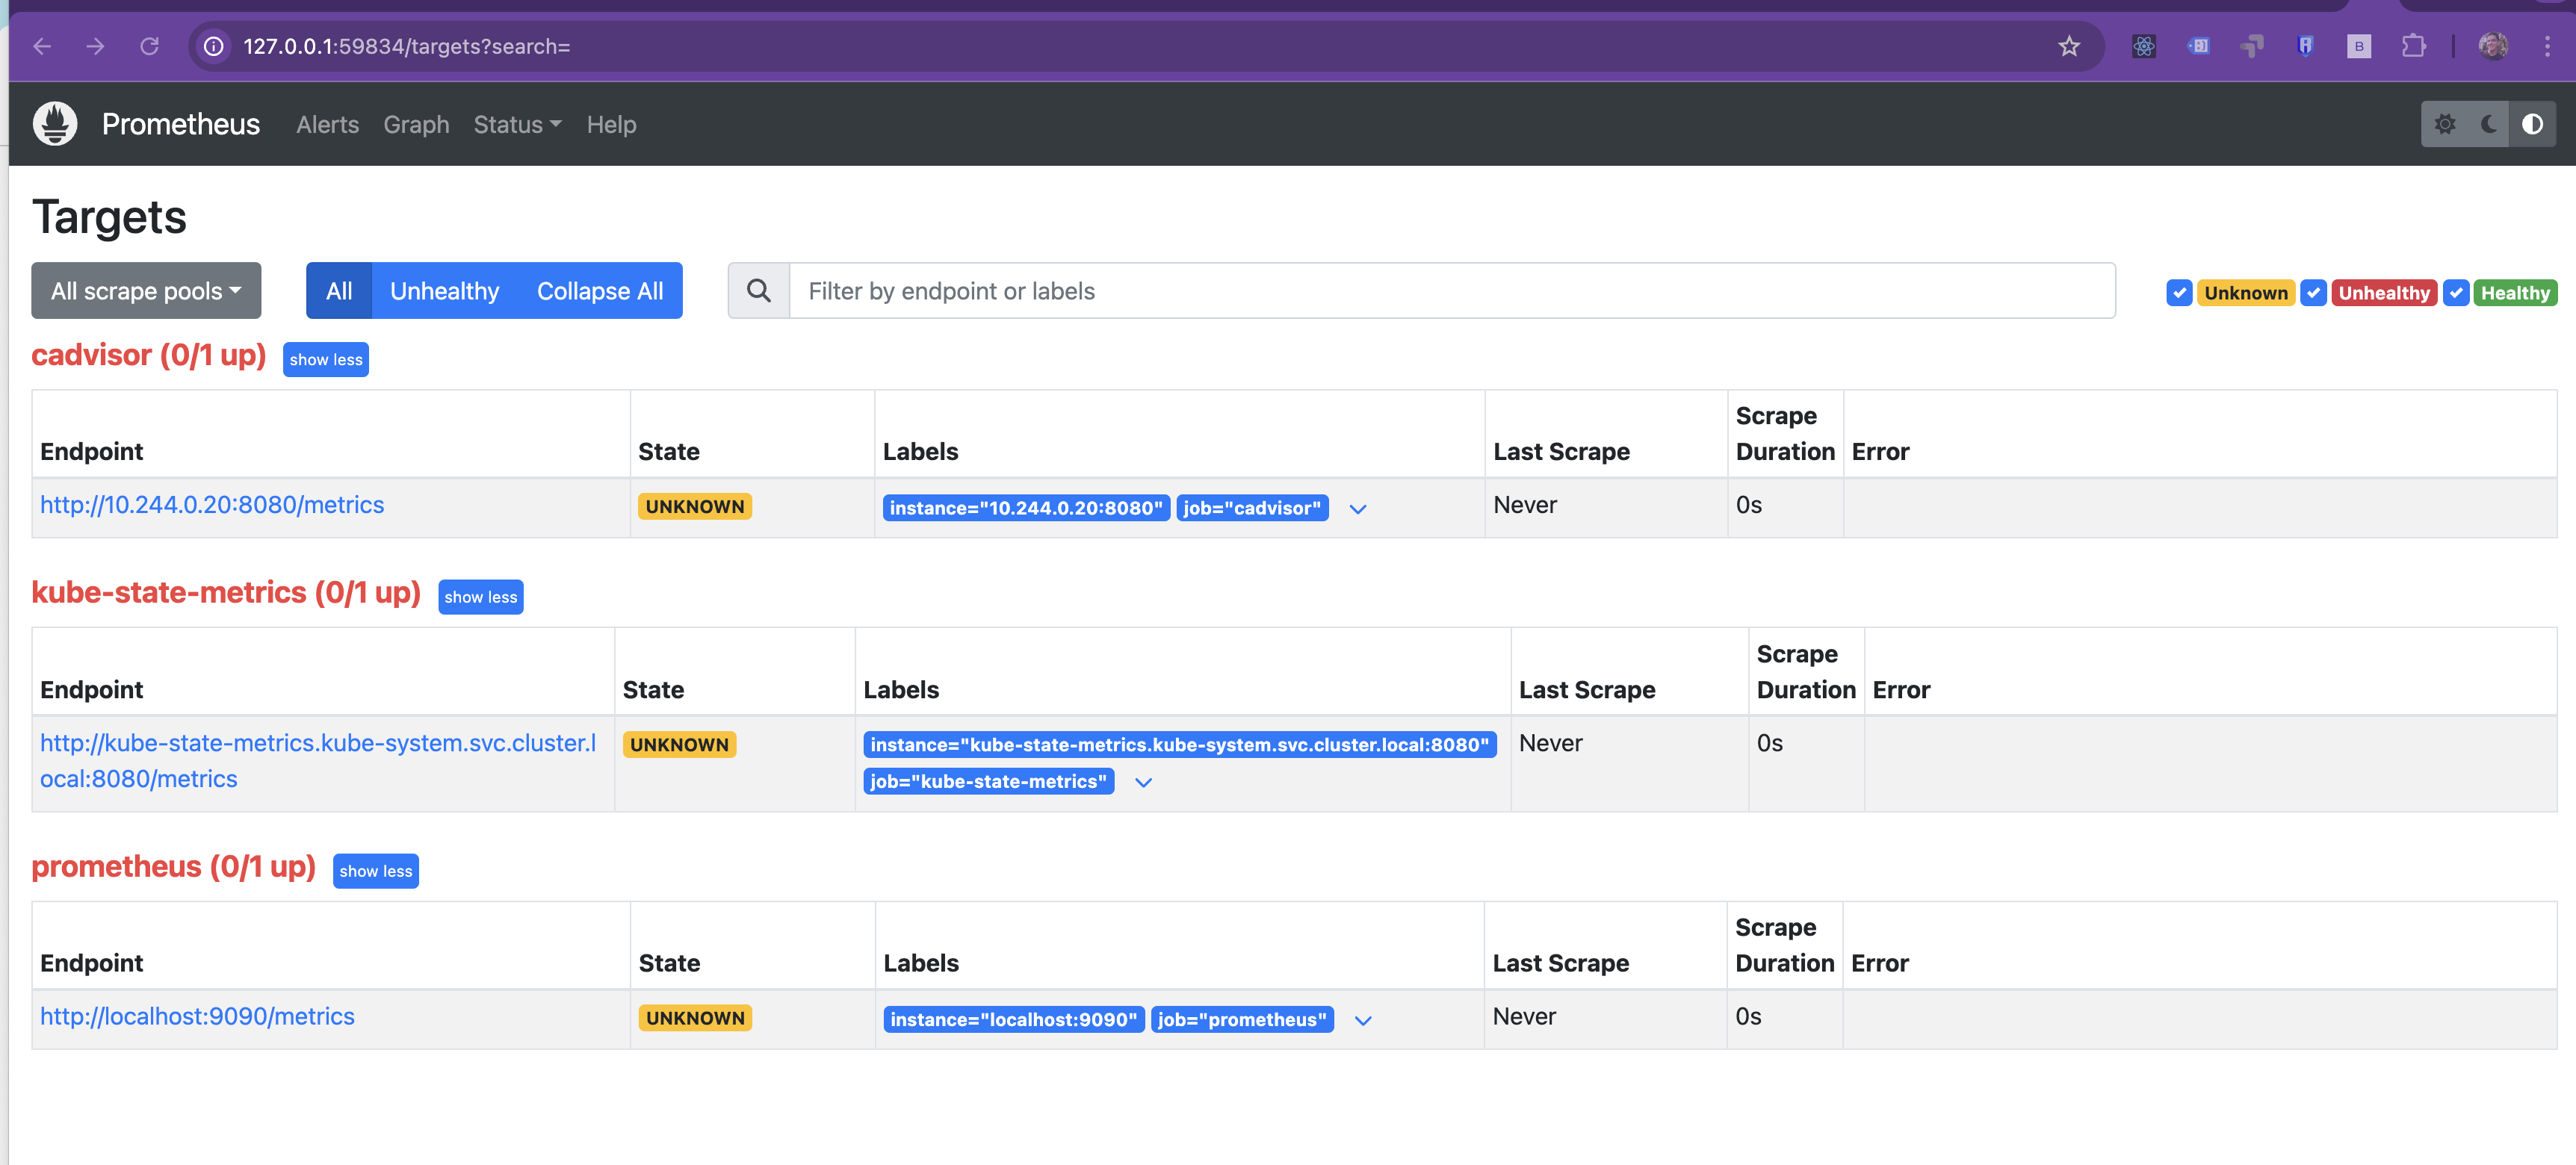 127.0.0.1:59834/targets?search=
B
Prometheus Alerts Graph Status Help
Targets
All scrape pools All Unhealthy Collapse All Filter by endpoint or labels Unknown Unhealthy Healthy
cadvisor (0/1 up) show less
Endpoint State Labels Last Scrape Scrape Duration Error
http://10.244.0.20:8080/metrics UNKNOWN instance="10.244.0.20:8080" job="cadvisor" Never 0s
kube-state-metrics (0/1 up) show less
Endpoint State Labels Last Scrape Scrape Duration Error
http://kube-state-metrics.kube-system.svc.cluster.l UNKNOWN instance="kube-state-metrics.kube-system.svc.cluster.local:8080" Never 0s
ocal:8080/metrics job="kube-state-metrics"
prometheus (0/1 up) show less
Endpoint State Labels Last Scrape Scrape Duration Error
http://localhost:9090/metrics UNKNOWN instance="localhost:9090" job="prometheus" Never 0s